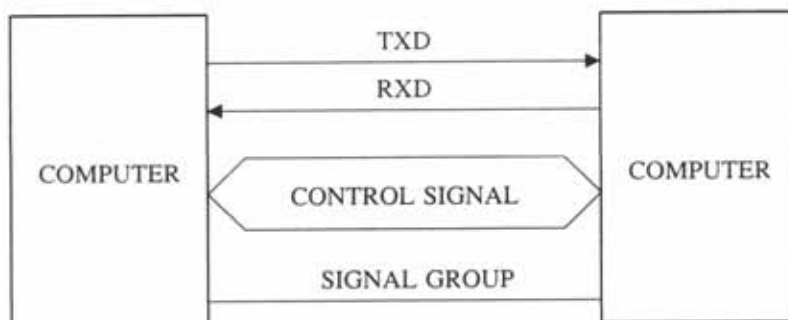 TXD
RXD
COMPUTER
COMPUTER
CONTROL SIGNAL
SIGNAL GROUP